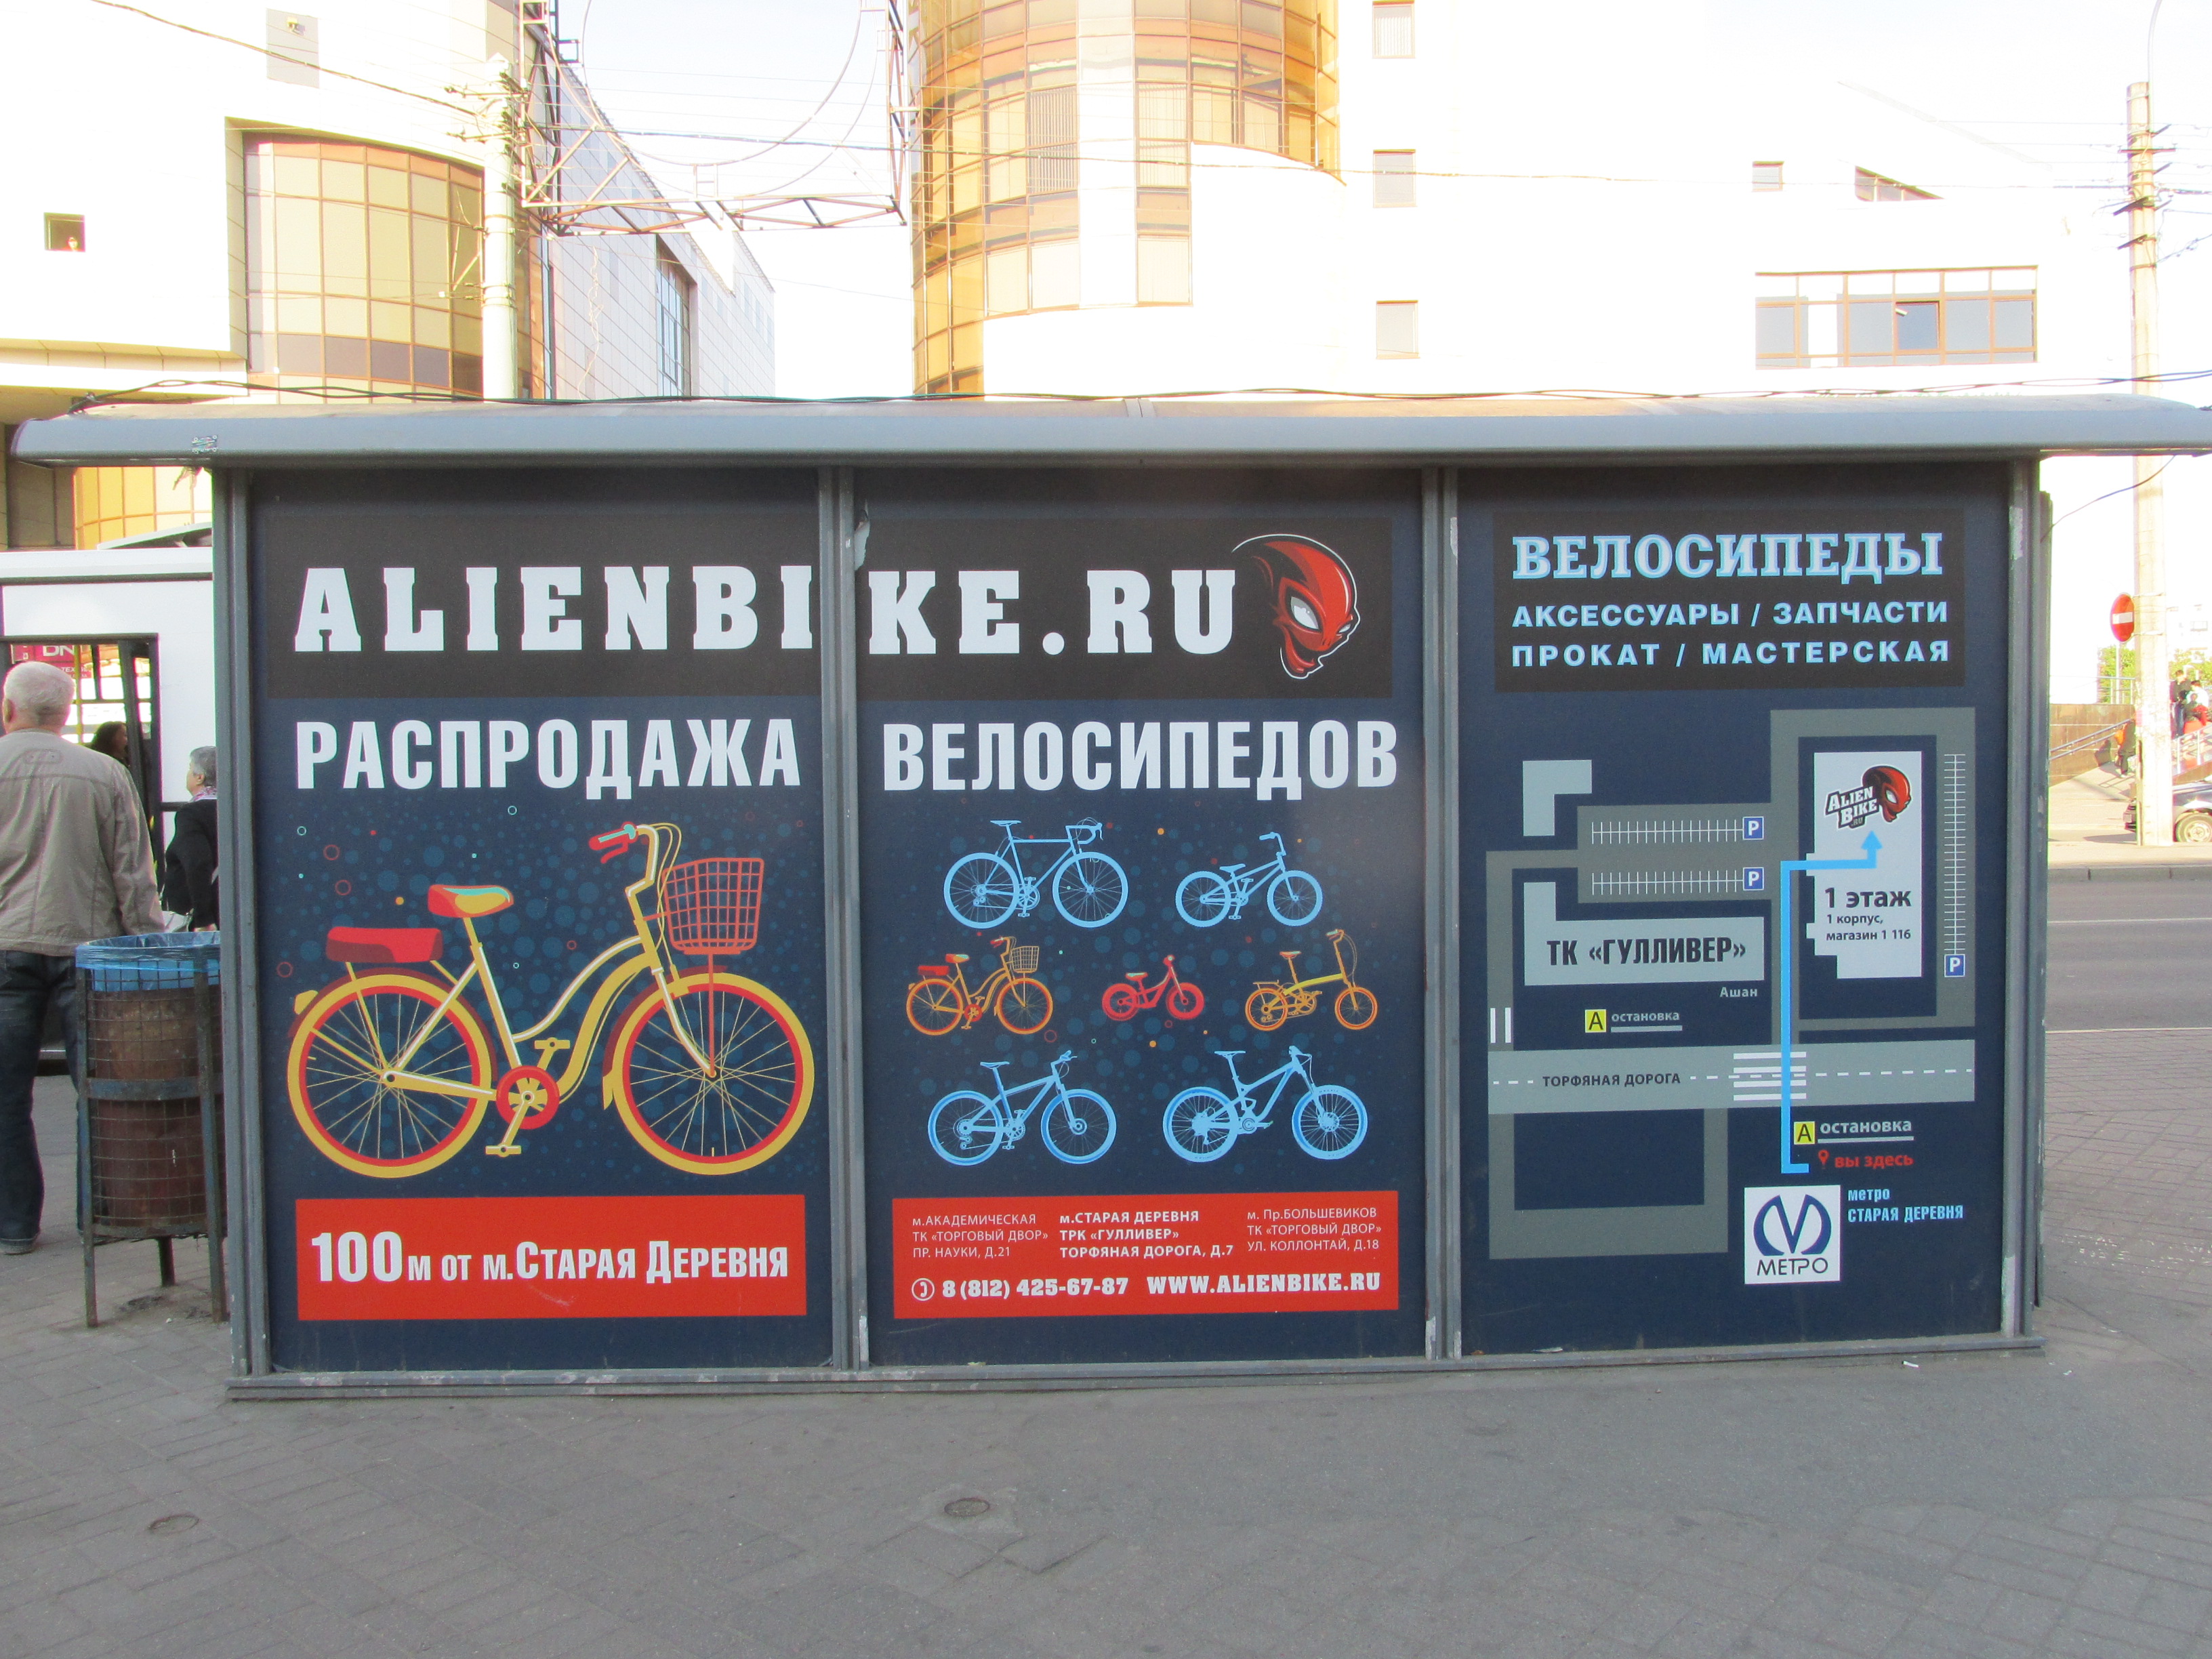 ALIENBIKE.RU
РАСПРОДАЖА ВЕЛОСИПЕДОВ
100М ОТ М.СТАРАЯ ДЕРЕВНЯ
м.АКАДЕМИЧЕСКАЯ
ТК «ТОРГОВЫЙ ДВОР»
ПР. НАУКИ, Д.21
м.СТАРАЯ ДЕРЕВНЯ
ТРК «ГУЛЛИВЕР»
ТОРФЯНАЯ ДОРОГА, Д.7
м. Пр.БОЛЬШЕВИКОВ
ТК «ТОРГОВЫЙ ДВОР»
УЛ. КОЛЛОНТАЙ, Д.18
8 (812) 425-67-87 WWW.ALIENBIKE.RU
ВЕЛОСИПЕДЫ
АКСЕССУАРЫ / ЗАПЧАСТИ
ПРОКАТ / МАСТЕРСКАЯ
ALIEN
BIKE
.RU
P
P
1 этаж
1 корпус,
магазин 1 116
P
ТК «ГУЛЛИВЕР»
Ашан
А остановка
ТОРФЯНАЯ ДОРОГА
А остановка
вы здесь
метро
СТАРАЯ ДЕРЕВНЯ
М
МЕТРО
DN